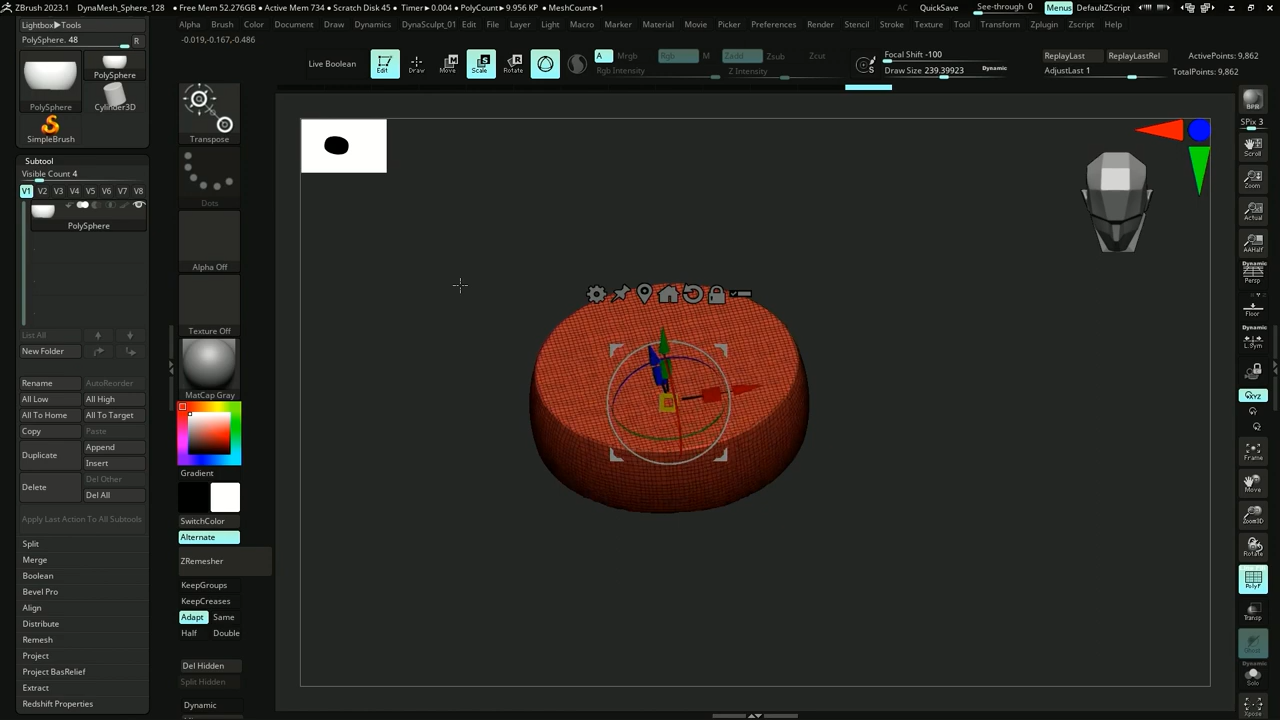 ZBrush 2023.1 DynaMesh_Sphere_128 ● Free Mem 52.276GB ● Active Mem 734 ● Scratch Disk 45 ● Timer►0.004 PolyCount►9.956 KP ● MeshCount►1 AC QuickSave See-through 0 Menus DefaultZScript
Lightbox►Tools Alpha Brush Color Document Draw Dynamics DynaSculpt_01 Edit File Layer Light Macro Marker Material Movie Picker Preferences Render Stencil Stroke Texture Tool Transform Zplugin Zscript Help
PolySphere. 48 R -0.019,-0.167,-0.486
Live Boolean Edit Draw Move Scale Rotate A Mrgb Rgb M Zadd Zsub Zcut Focal Shift -100 ReplayLast ReplayLastRel ActivePoints: 9,862
Rgb Intensity Z Intensity S Draw Size 239.39923 Dynamic AdjustLast 1 TotalPoints: 9,862
PolySphere
PolySphere Cylinder3D
SimpleBrush
Subtool
Visible Count 4
V1 V2 V3 V4 V5 V6 V7 V8
PolySphere
List All
New Folder
Rename AutoReorder
All Low All High
All To Home All To Target
Copy Paste
Duplicate Append
Insert
Delete Del Other
Del All
Apply Last Action To All Subtools
Split
Merge
Boolean
Bevel Pro
Align
Distribute
Remesh
Project
Project BasRelief
Extract
Redshift Properties
Transpose
Dots
Alpha Off
Texture Off
MatCap Gray
Gradient
SwitchColor
Alternate
ZRemesher
KeepGroups
KeepCreases
Adapt Same
Half Double
Del Hidden
Split Hidden
Dynamic
BPR
SPix 3
Scroll
Zoom
Actual
AAHalf
Dynamic
Persp
Floor
Dynamic
L.Sym
XYZ
Frame
Move
Zoom3D
Rotate
PolyF
Transp
Ghost
Dynamic
Solo
Xpose